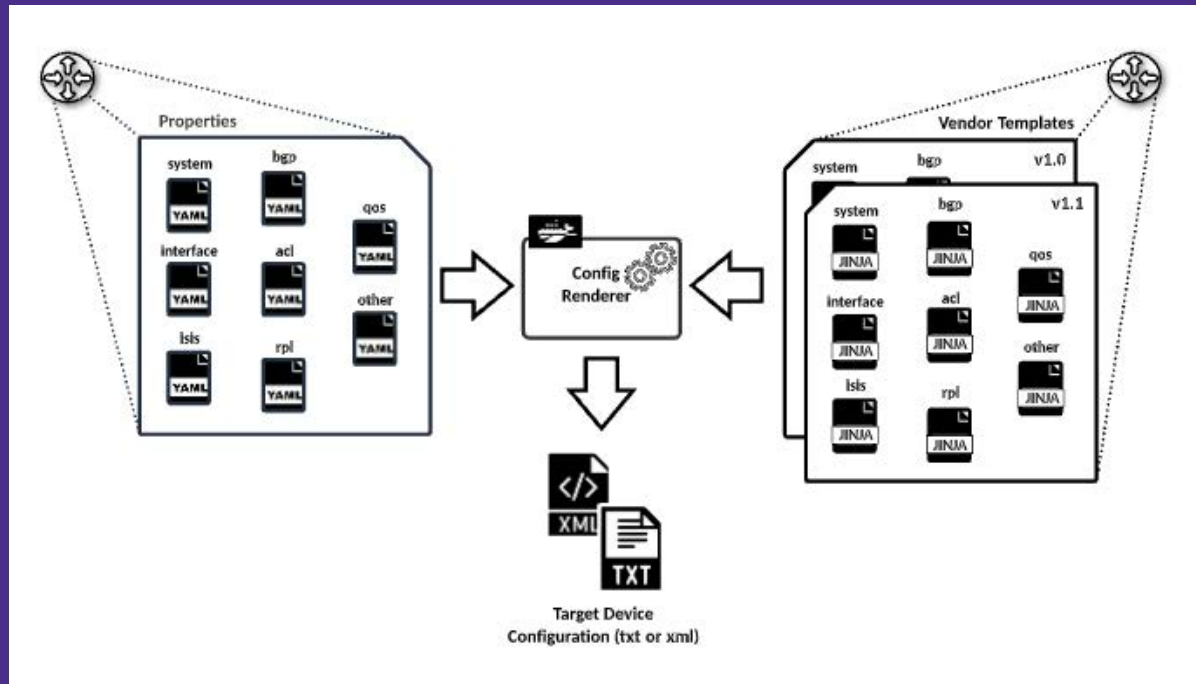 Properties
system
YAML
bgp
YAML
qos
YAML
interface
YAML
acl
YAML
other
YAML
isis
YAML
rpl
YAML
Config
Renderer
Vendor Templates
v1.0
system
bgp
v1.1
system
JINJA
bgp
JINJA
qos
JINJA
interface
JINJA
acl
JINJA
other
JINJA
isis
JINJA
rpl
JINJA
</>
XML
TXT
Target Device
Configuration (txt or xml)